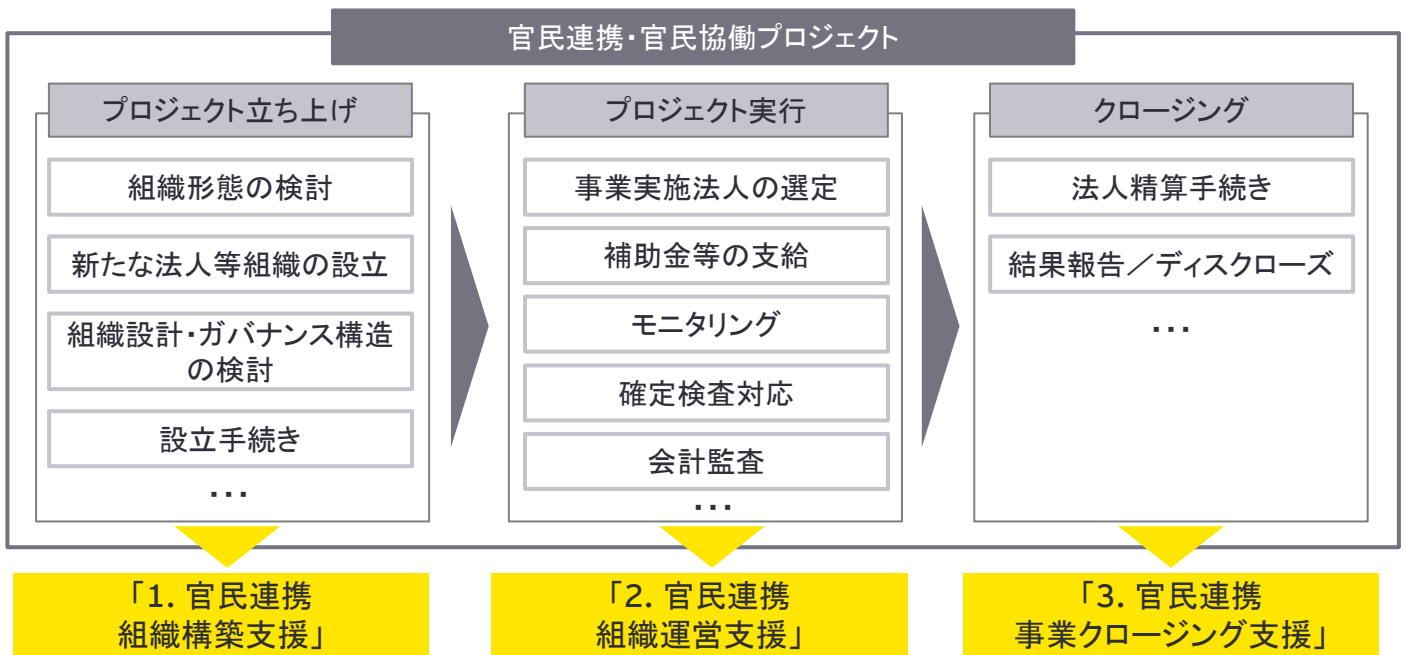 官民連携・官民協働プロジェクト
プロジェクト立ち上げ
組織形態の検討
新たな法人等組織の設立
組織設計・ガバナンス構造
の検討
設立手続き
...
プロジェクト実行
事業実施法人の選定
補助金等の支給
モニタリング
確定検査対応
会計監査
...
クロージング
法人精算手続き
結果報告／ディスクローズ
...
「1. 官民連携
組織構築支援」
「2. 官民連携
組織運営支援」
「3. 官民連携
事業クロージング支援」